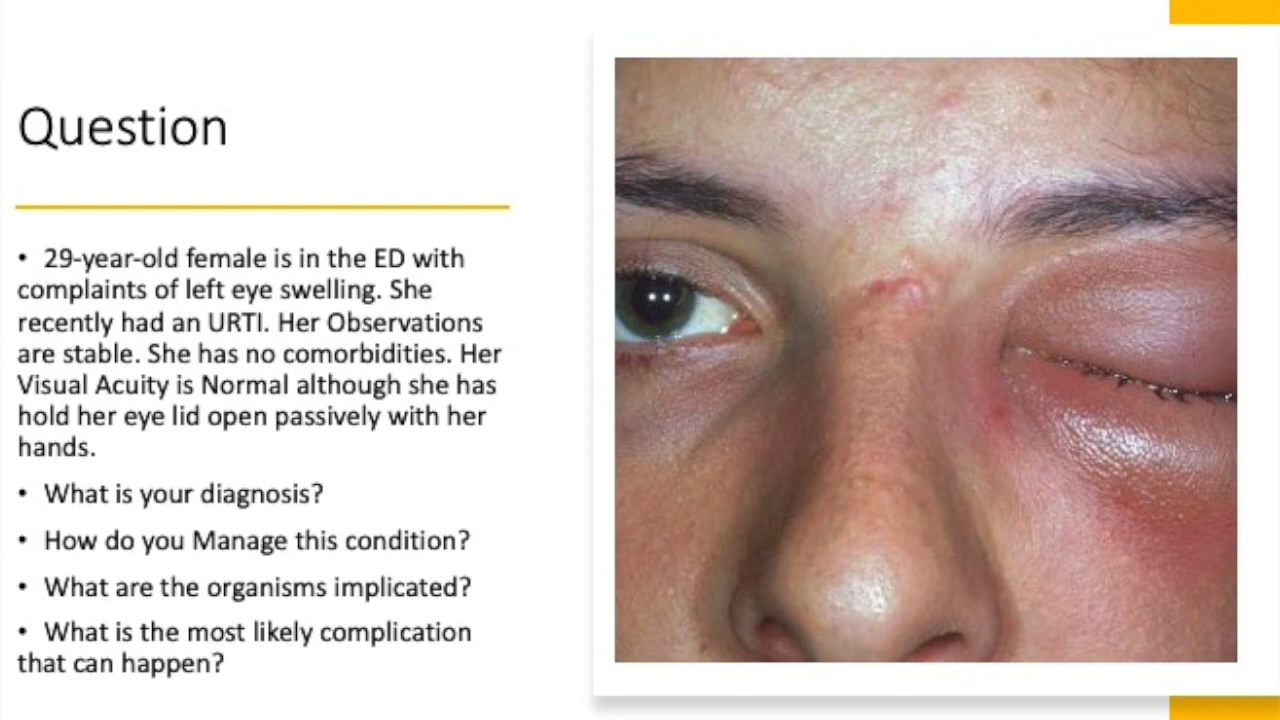 Question
• 29-year-old female is in the ED with
complaints of left eye swelling. She
recently had an URTI. Her Observations
are stable. She has no comorbidities. Her
Visual Acuity is Normal although she has
hold her eye lid open passively with her
hands.
• What is your diagnosis?
• How do you Manage this condition?
• What are the organisms implicated?
• What is the most likely complication
that can happen?